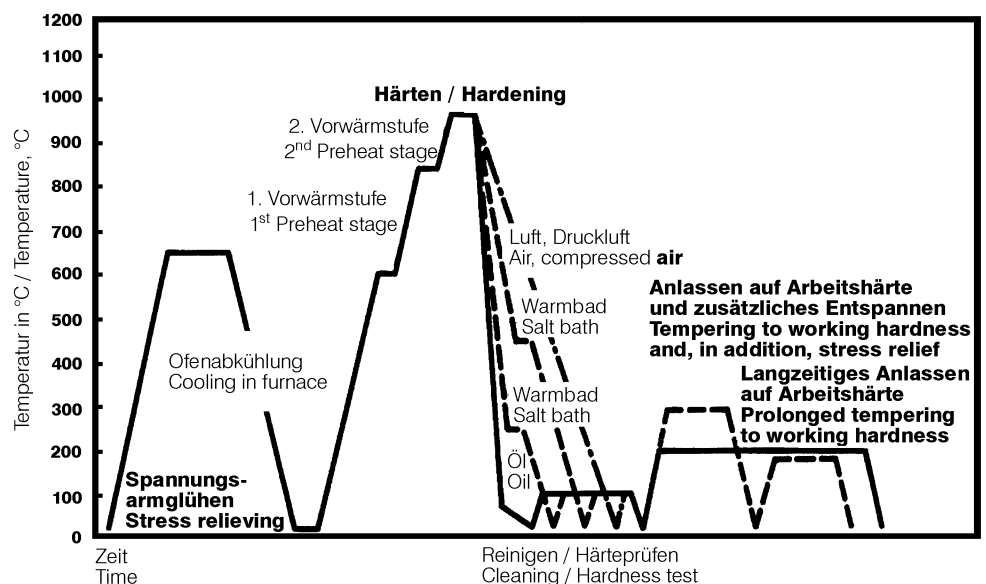 Temperatur in °C / Temperature, °C
1200
1100
1000
900
800
700
600
500
400
300
200
100
0
Härten / Hardening
2. Vorwärmstufe
2nd Preheat stage
1. Vorwärmstufe
1st Preheat stage
Luft, Druckluft
Air, compressed air
Warmbad
Salt bath
Warmbad
Salt bath
Öl
Oil
Ofenabkühlung
Cooling in furnace
Spannungs-
armglühen
Stress relieving
Anlassen auf Arbeitshärte
und zusätzliches Entspannen
Tempering to working hardness
and, in addition, stress relief
Langzeitiges Anlassen
auf Arbeitshärte
Prolonged tempering
to working hardness
Zeit
Time
Reinigen / Härteprüfen
Cleaning / Hardness test